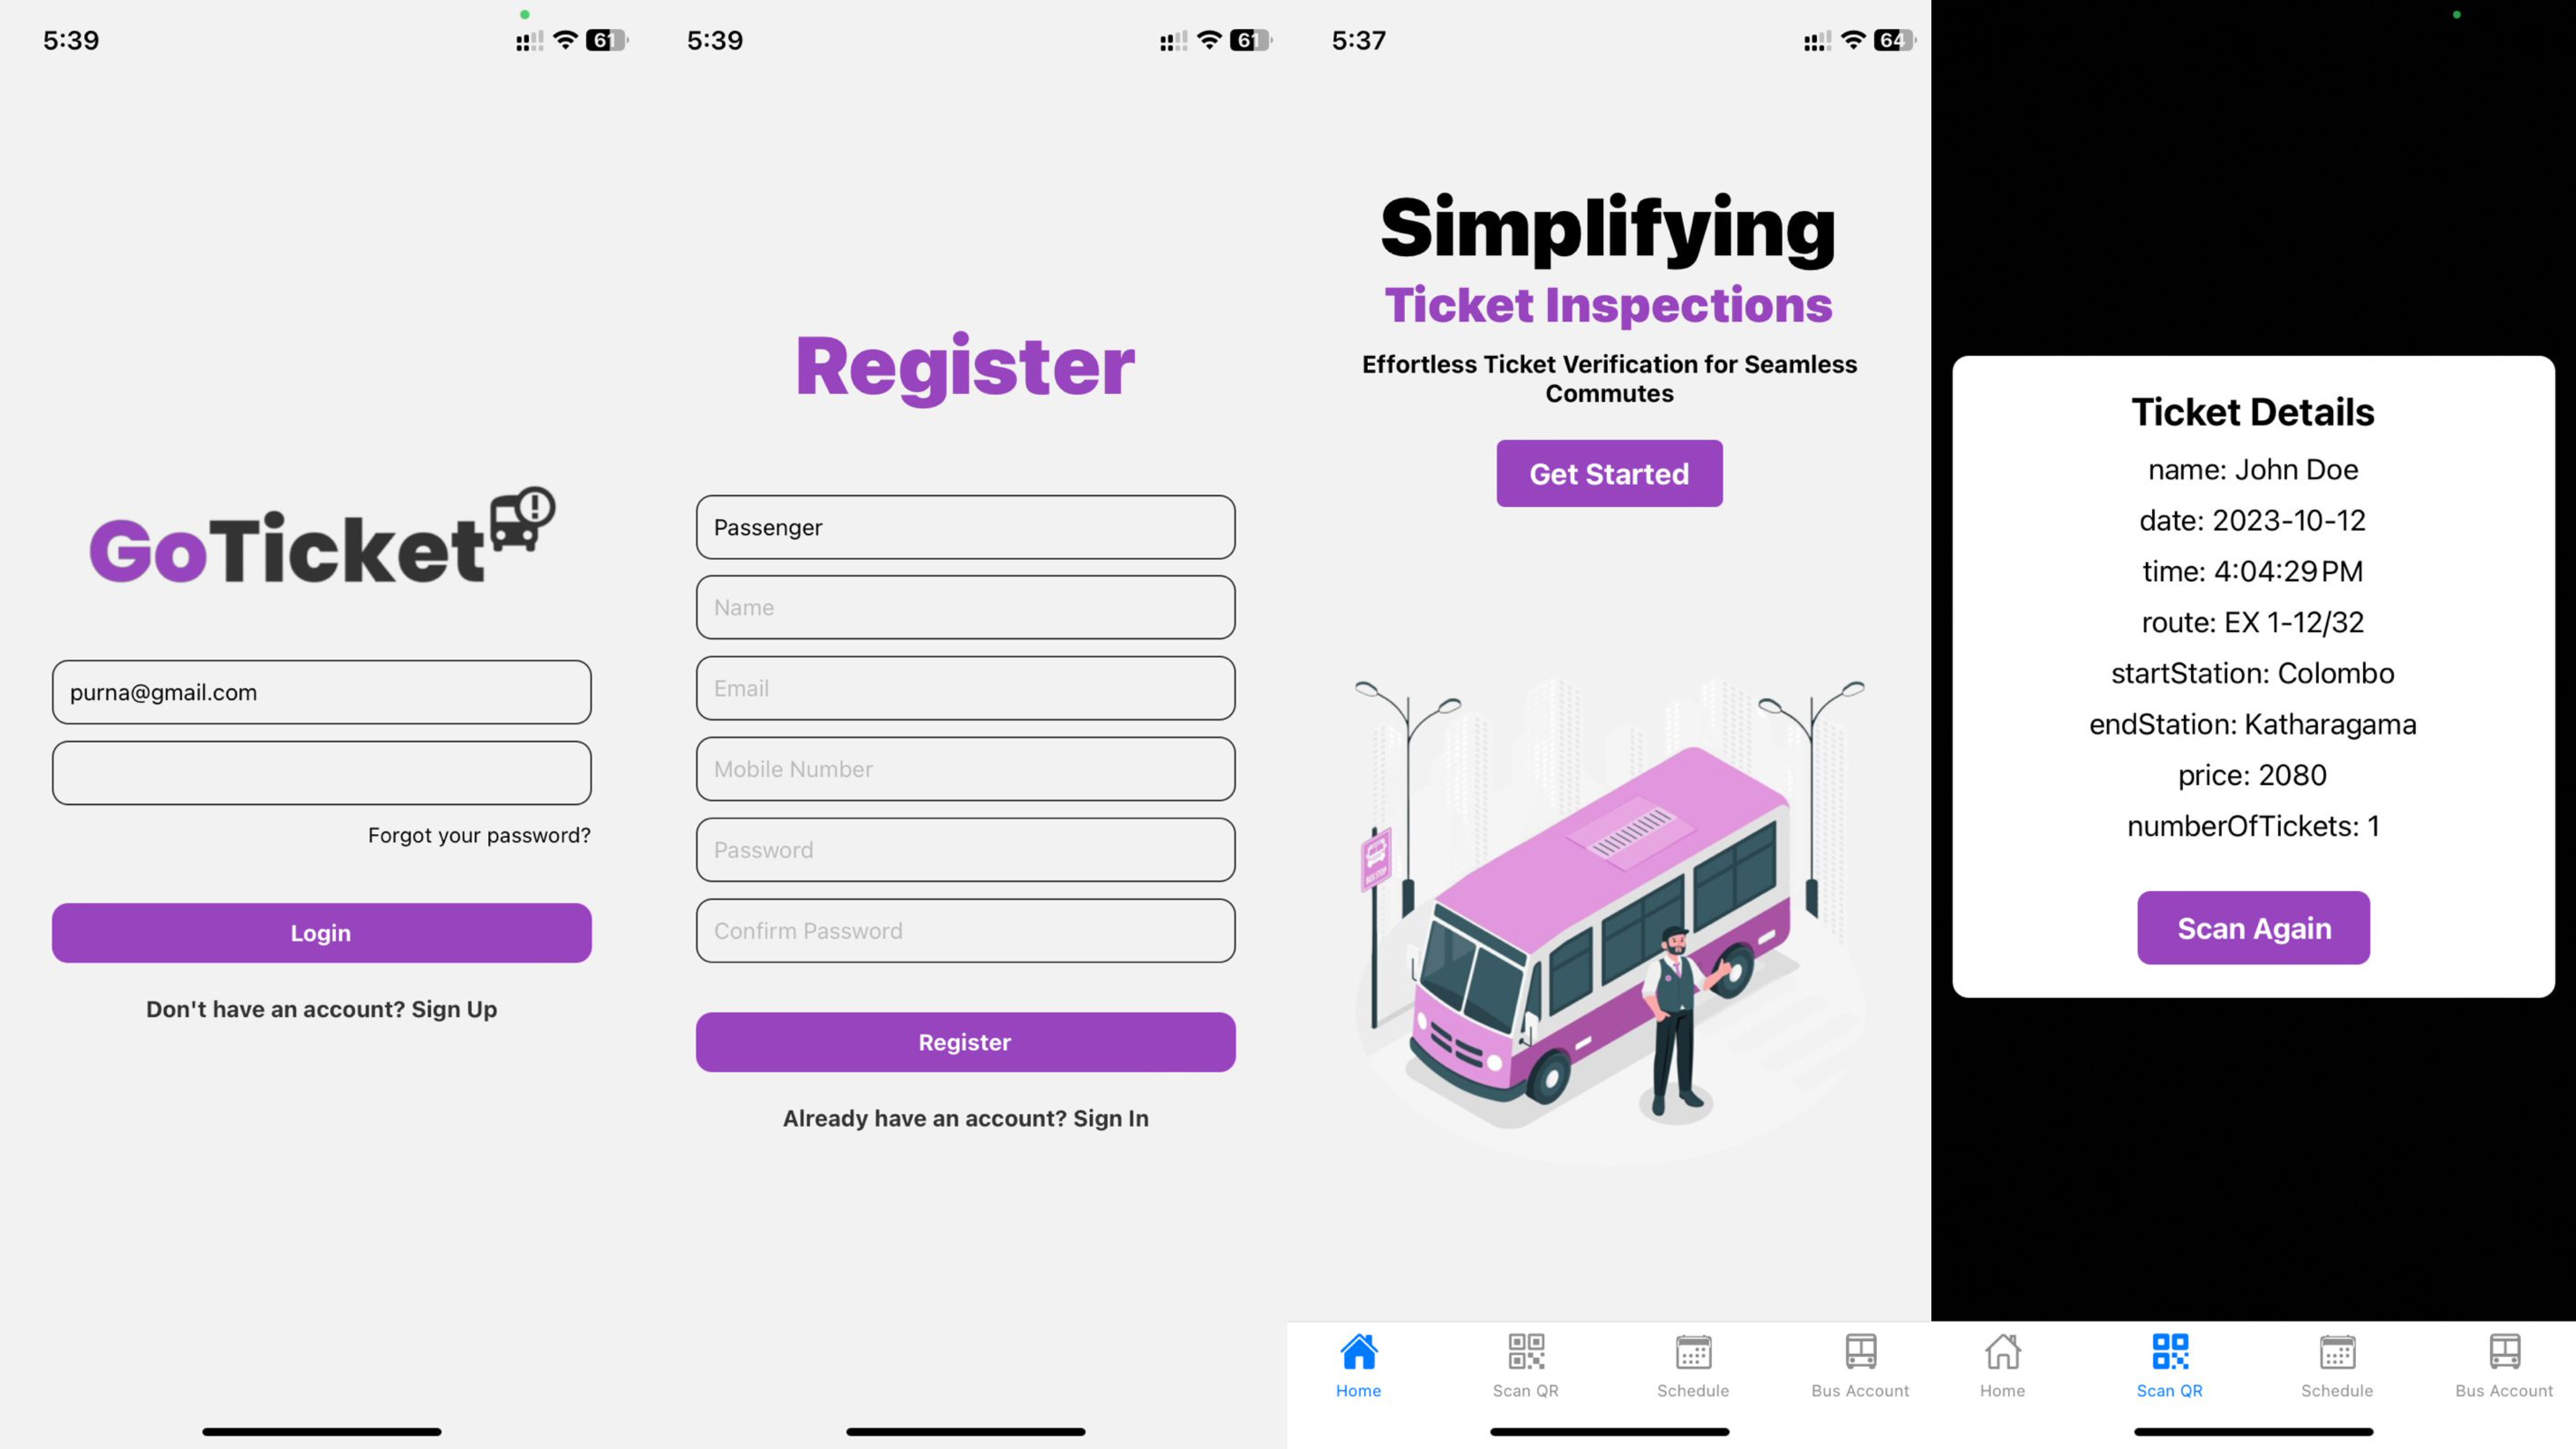 5:39
61
GoTicket
purna@gmail.com
Forgot your password?
Login
Don't have an account? Sign Up
5:39
61
Register
Passenger
Name
Email
Mobile Number
Password
Confirm Password
Register
Already have an account? Sign In
5:37
64
Simplifying
Ticket Inspections
Effortless Ticket Verification for Seamless
Commutes
Get Started
Home
Scan QR
Schedule
Bus Account
Ticket Details
name: John Doe
date: 2023-10-12
time: 4:04:29 PM
route: EX 1-12/32
startStation: Colombo
endStation: Katharagama
price: 2080
numberOfTickets: 1
Scan Again
Home
Scan QR
Schedule
Bus Account